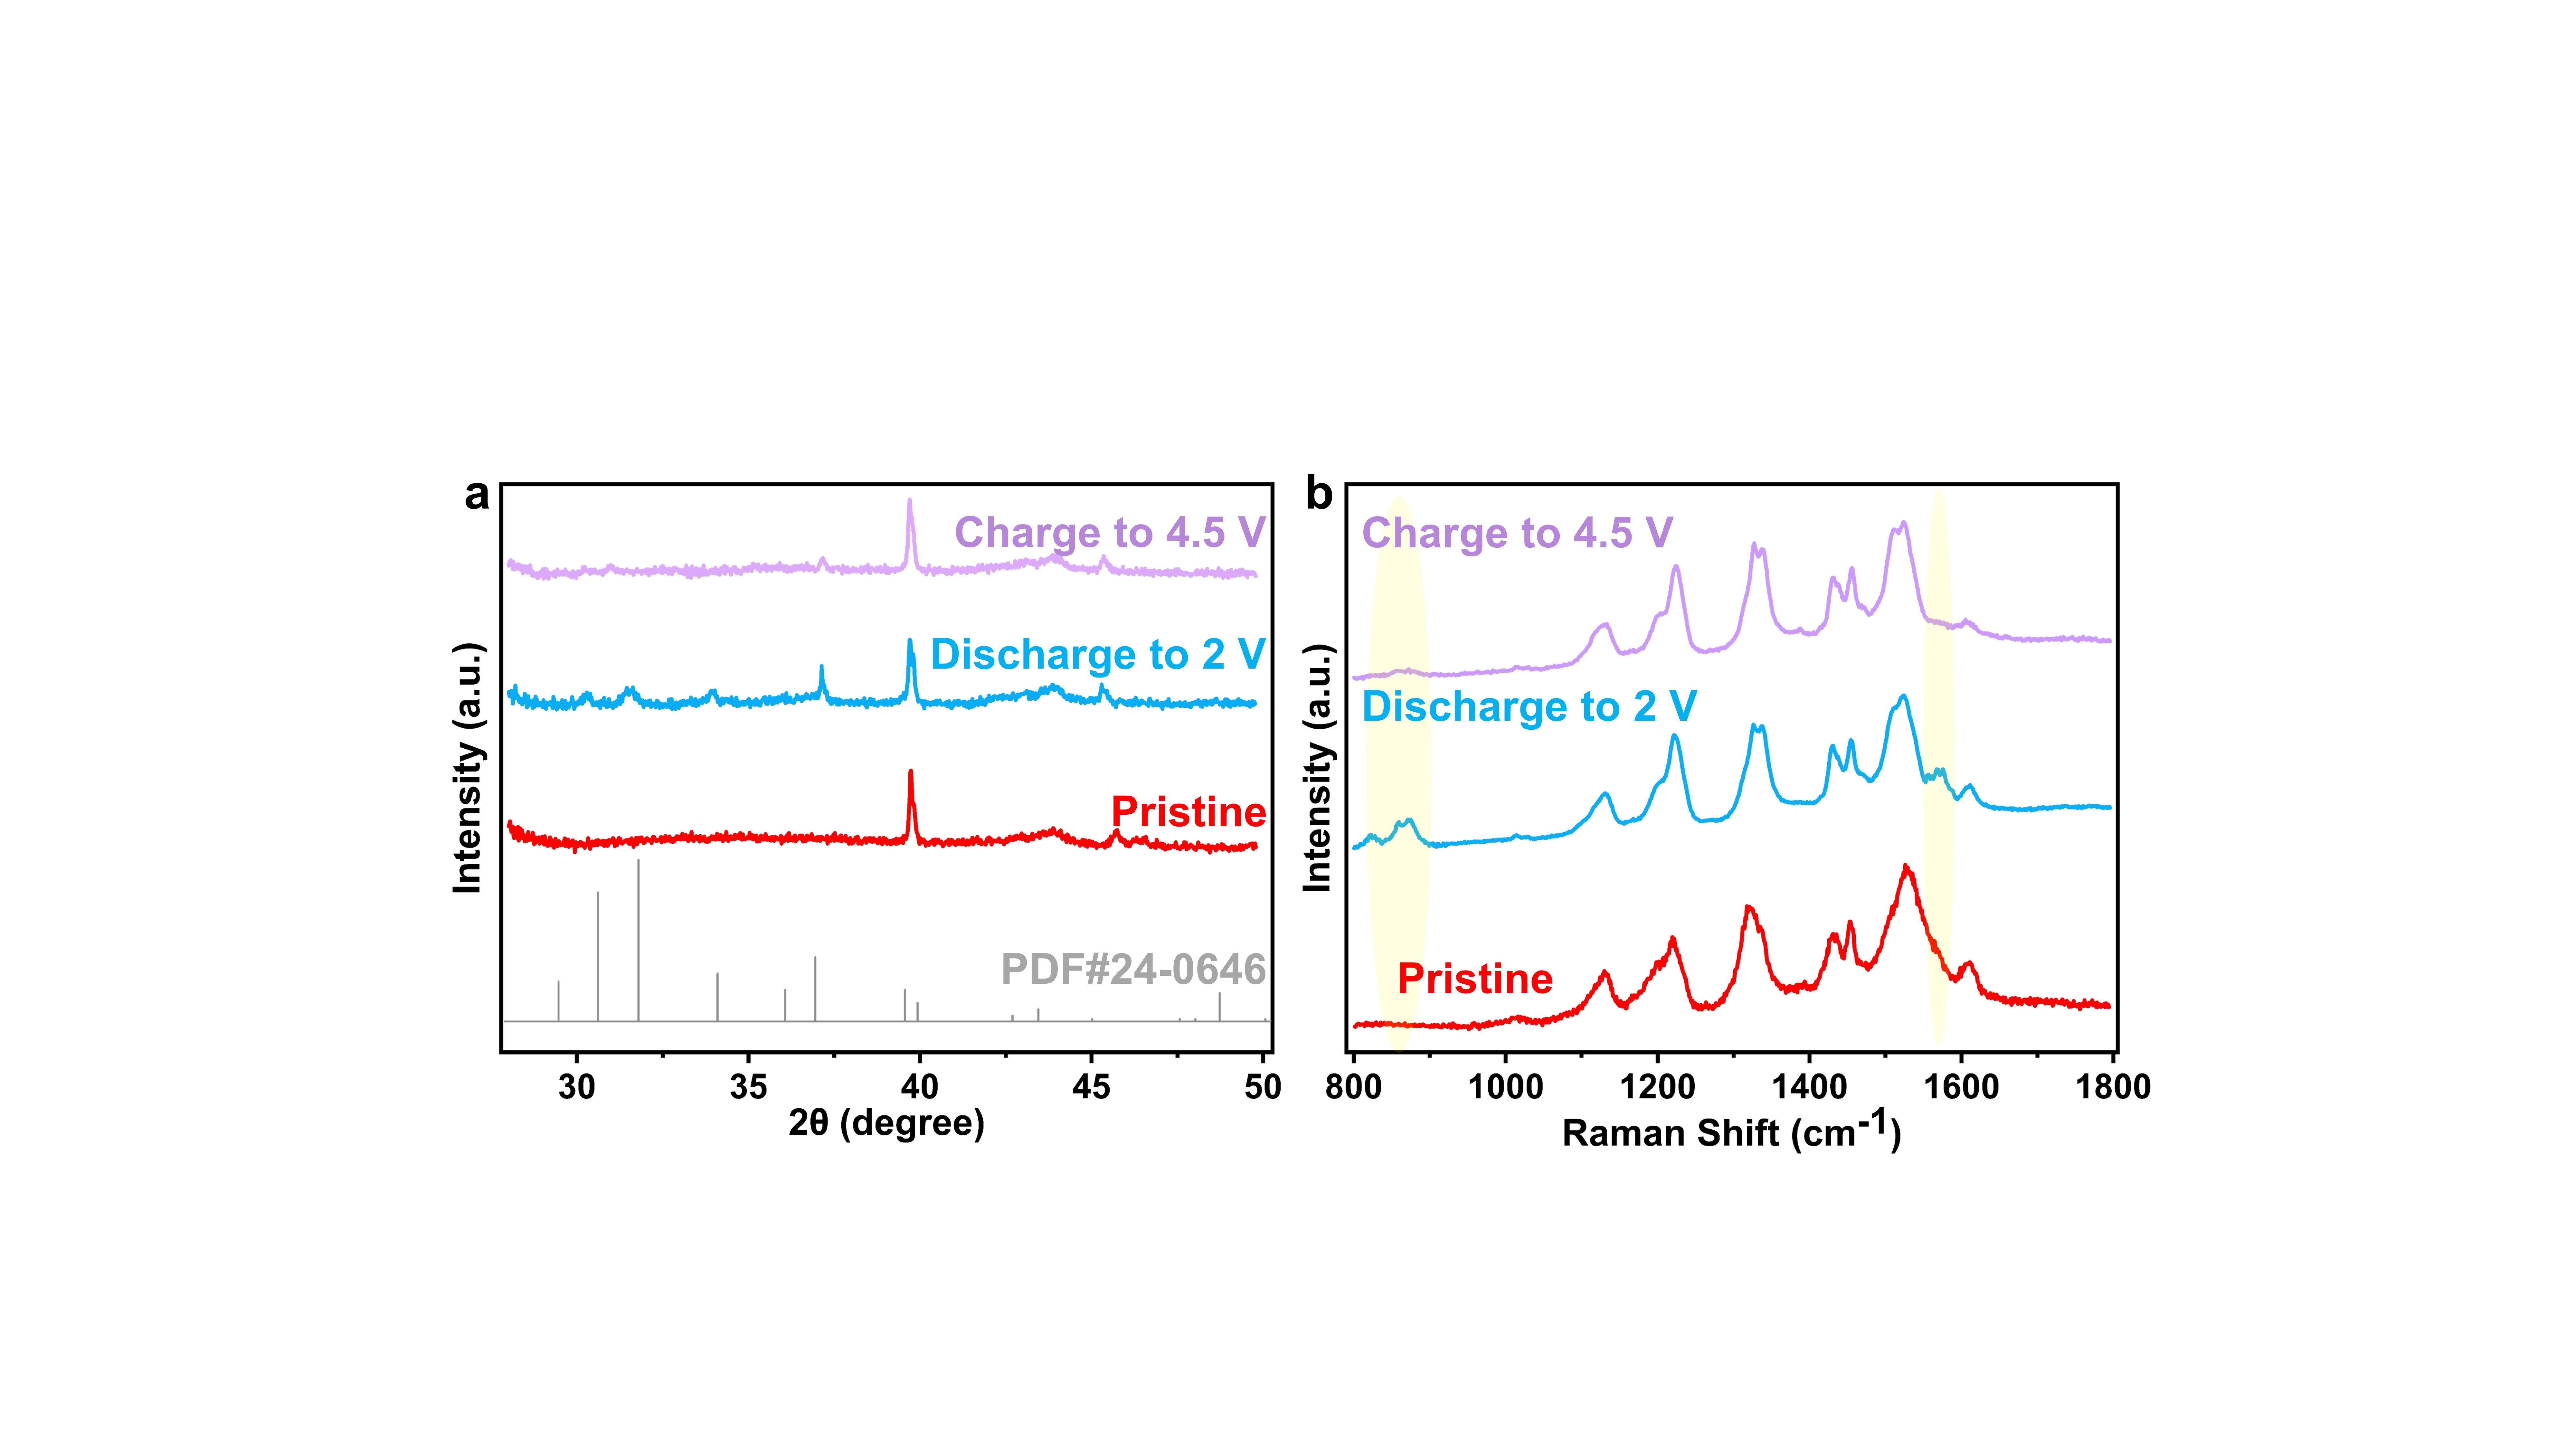 a
Charge to 4.5 V
Discharge to 2 V
Pristine
PDF#24-0646
Intensity (a.u.)
30 35 40 45 50
2θ (degree)
b
Charge to 4.5 V
Discharge to 2 V
Pristine
Intensity (a.u.)
800 1000 1200 1400 1600 1800
Raman Shift (cm⁻¹)